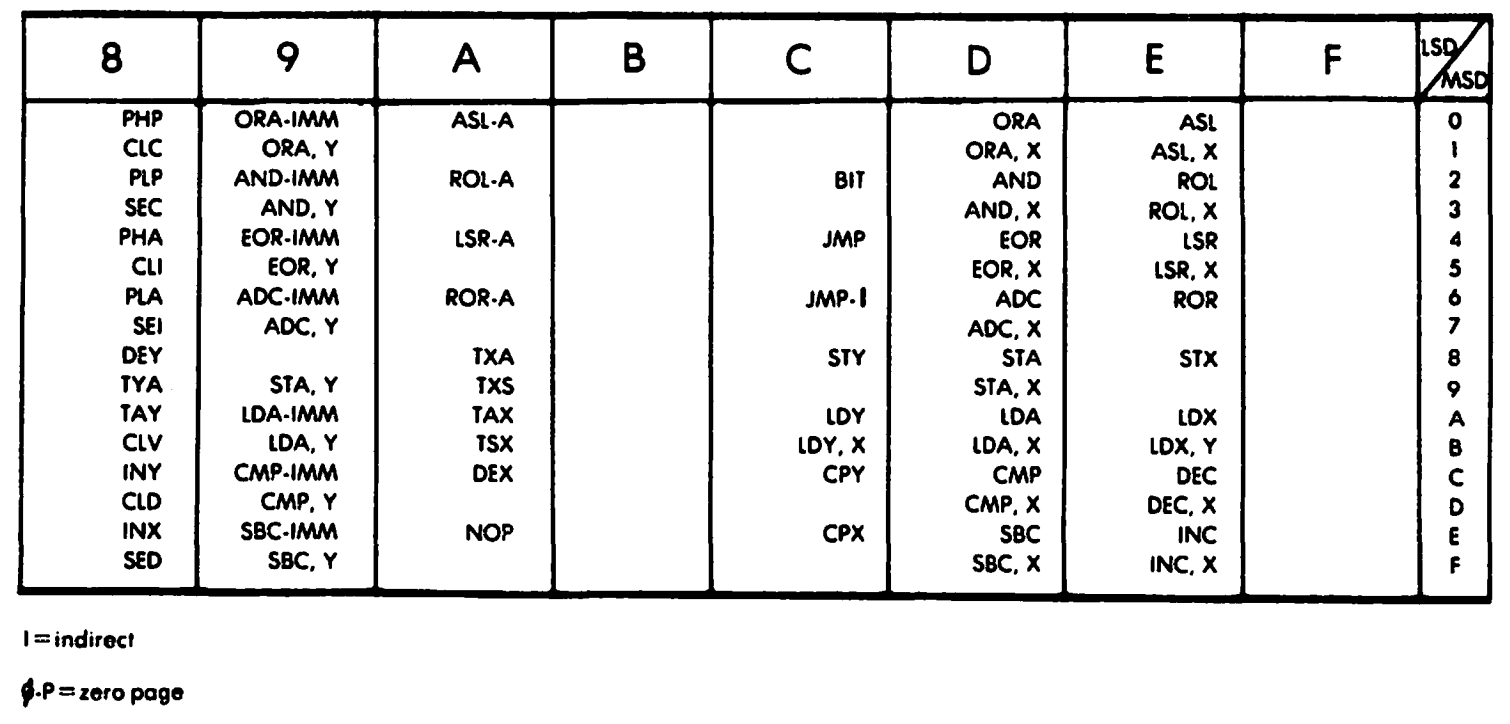 8 9 A B C D E F LSD/MSD
PHP ORA-IMM ASL-A ORA ASL 0
CLC ORA, Y ORA, X ASL, X 1
PLP AND-IMM ROL-A BIT AND ROL 2
SEC AND, Y AND, X ROL, X 3
PHA EOR-IMM LSR-A JMP EOR LSR 4
CLI EOR, Y EOR, X LSR, X 5
PLA ADC-IMM ROR-A JMP-I ADC ROR 6
SEI ADC, Y ADC, X 7
DEY TXA STY STA STX 8
TYA STA, Y TXS STA, X 9
TAY LDA-IMM TAX LDY LDA LDX A
CLV LDA, Y TSX LDY, X LDA, X LDX, Y B
INY CMP-IMM DEX CPY CMP DEC C
CLD CMP, Y CMP, X DEC, X D
INX SBC-IMM NOP CPX SBC INC E
SED SBC, Y SBC, X INC, X F
I=indirect
ø-P=zero page